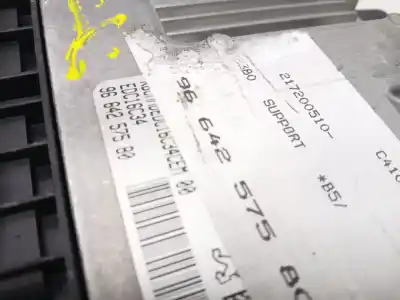 217200510-
380 SUPPORT
C410
*B5/
96 642 575 80
EDC16C34
96 642 575 80